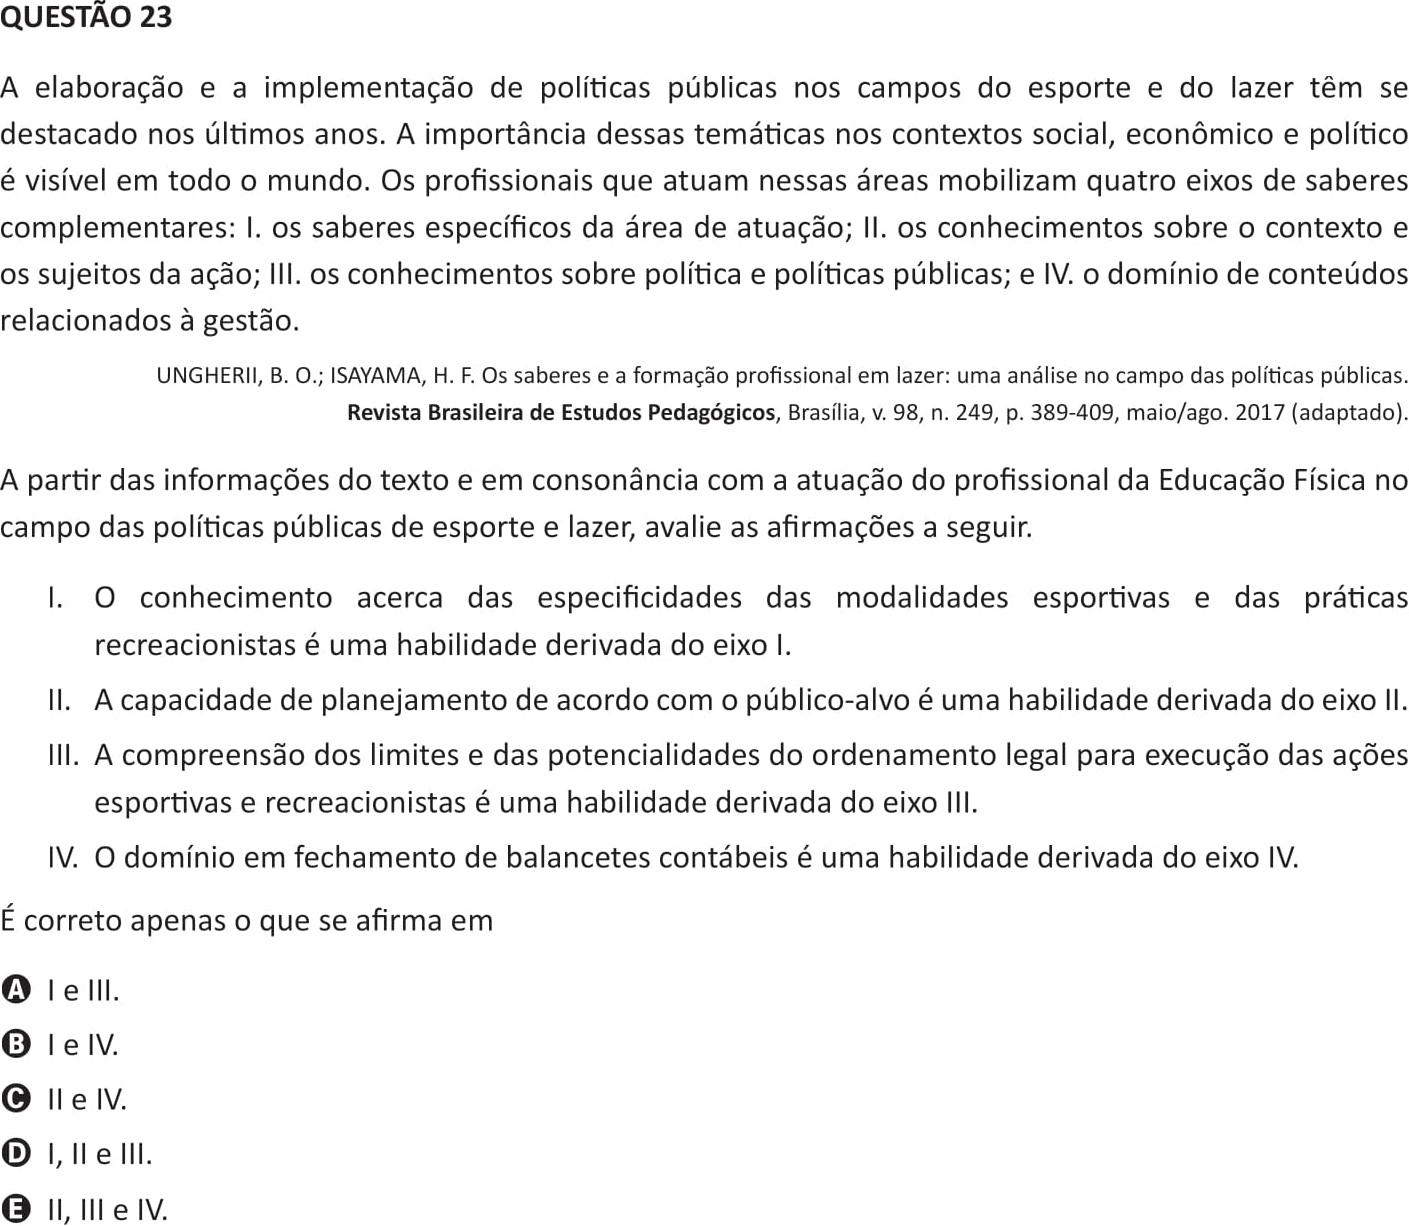 QUESTÃO 23
A elaboração e a implementação de políticas públicas nos campos do esporte e do lazer têm se
destacado nos últimos anos. A importância dessas temáticas nos contextos social, econômico e político
é visível em todo o mundo. Os profissionais que atuam nessas áreas mobilizam quatro eixos de saberes
complementares: I. os saberes específicos da área de atuação; II. os conhecimentos sobre o contexto e
os sujeitos da ação; III. os conhecimentos sobre política e políticas públicas; e IV. o domínio de conteúdos
relacionados à gestão.
UNGHERII, B. O.; ISAYAMA, H. F. Os saberes e a formação profissional em lazer: uma análise no campo das políticas públicas.
Revista Brasileira de Estudos Pedagógicos, Brasília, v. 98, n. 249, p. 389-409, maio/ago. 2017 (adaptado).
A partir das informações do texto e em consonância com a atuação do profissional da Educação Física no
campo das políticas públicas de esporte e lazer, avalie as afirmações a seguir.
I. O conhecimento acerca das especificidades das modalidades esportivas e das práticas
recreacionistas é uma habilidade derivada do eixo I.
II. A capacidade de planejamento de acordo com o público-alvo é uma habilidade derivada do eixo II.
III. A compreensão dos limites e das potencialidades do ordenamento legal para execução das ações
esportivas e recreacionistas é uma habilidade derivada do eixo III.
IV. O domínio em fechamento de balancetes contábeis é uma habilidade derivada do eixo IV.
É correto apenas o que se afirma em
A I e III.
B I e IV.
C II e IV.
D I, II e III.
E II, III e IV.